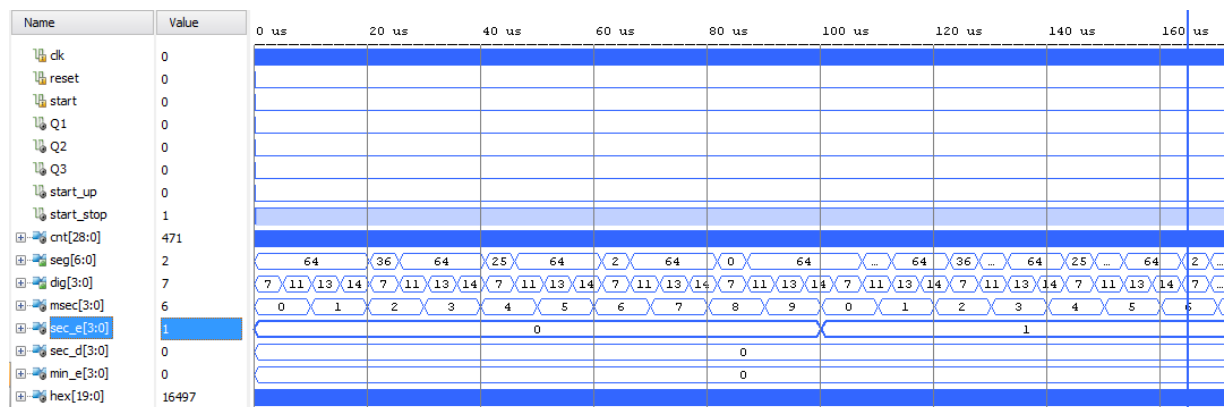 Name Value 0 us 20 us 40 us 60 us 80 us 100 us 120 us 140 us 160 us
clk 0
reset 0
start 0
Q1 0
Q2 0
Q3 0
start_up 0
start_stop 1
cnt[28:0] 471
seg[6:0] 2 64 36 64 25 64 2 64 0 64 ... 64 36 ... 64 25 ... 64 2 ...
dig[3:0] 7 7 11 13 14 7 11 13 14 7 11 13 14 7 11 13 14 7 11 13 14 7 11 13 14 7 11 13 14 7 11 13 14 7 ...
msec[3:0] 6 0 1 2 3 4 5 6 7 8 9 0 1 2 3 4 5 6
sec_e[3:0] 1 0 1
sec_d[3:0] 0 0
min_e[3:0] 0 0
hex[19:0] 16497